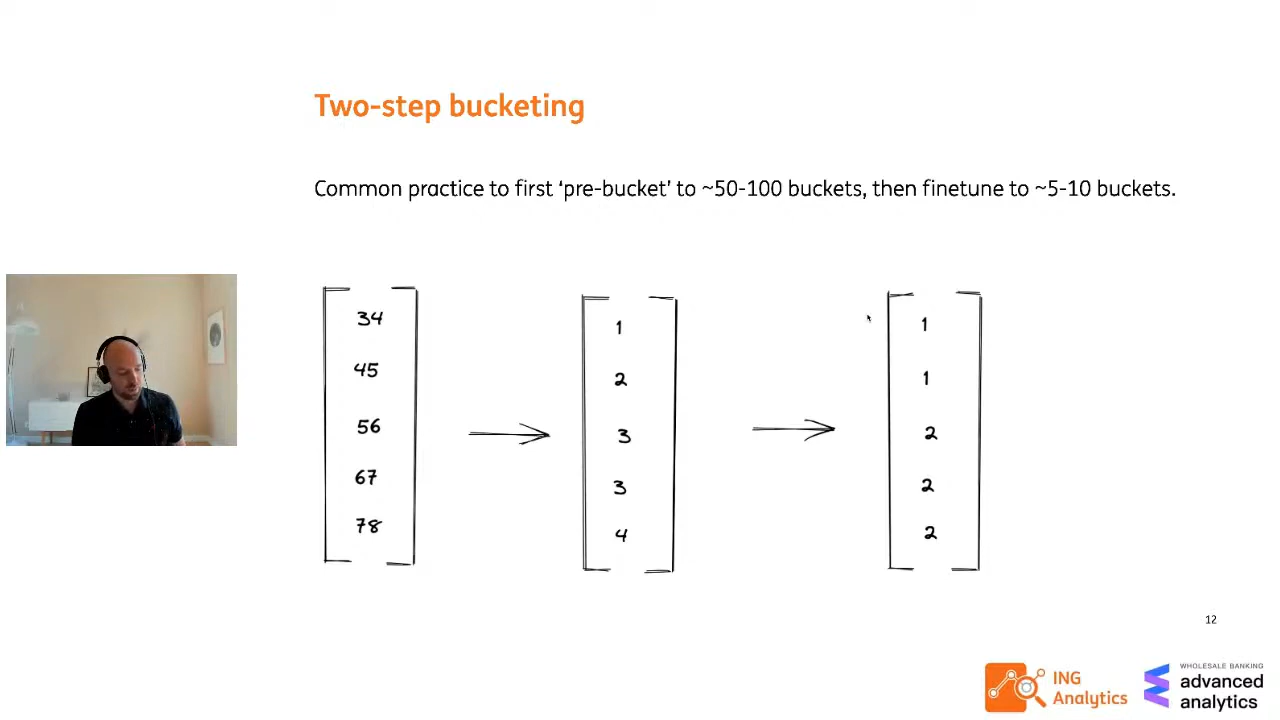 Two-step bucketing
Common practice to first ‘pre-bucket’ to ~50-100 buckets, then finetune to ~5-10 buckets.
34
45
56
67
78
1
2
3
3
4
1
1
2
2
2
12
ING
Analytics
WHOLESALE BANKING
advanced
analytics